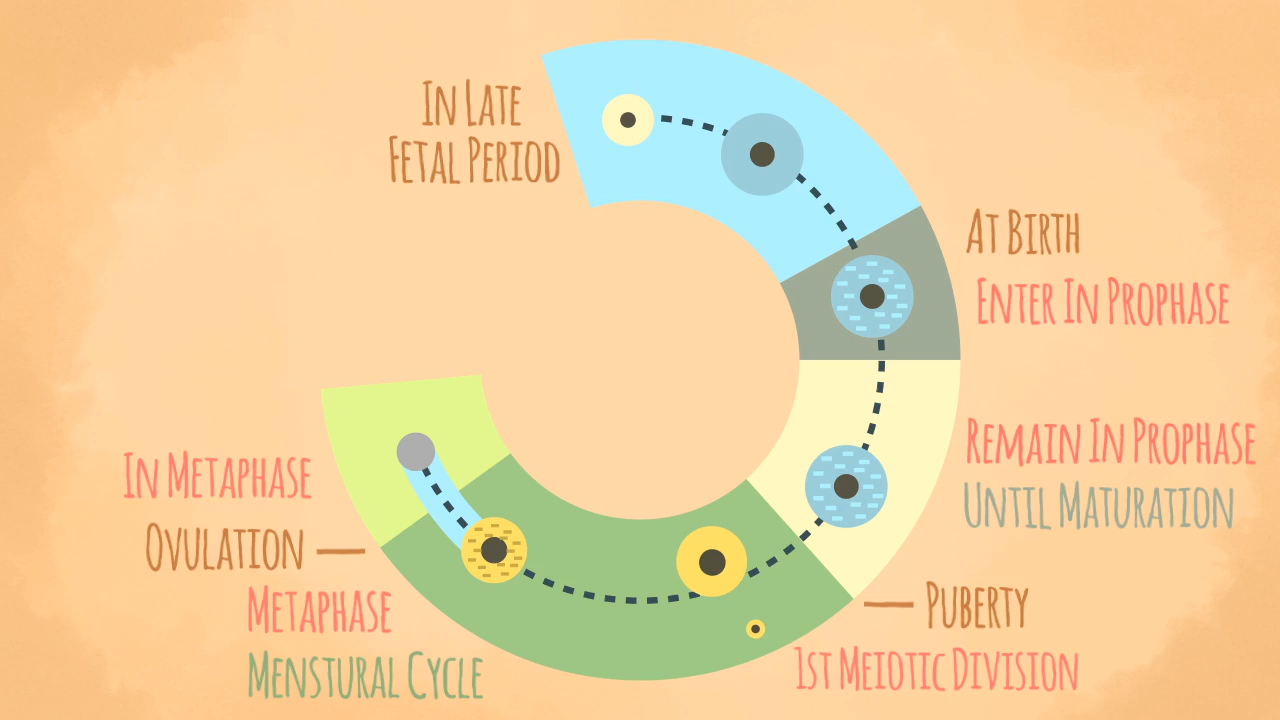 In Late
Fetal Period
At Birth
Enter In Prophase
Remain In Prophase
Until Maturation
Puberty
1st Meiotic Division
In Metaphase
Ovulation
Metaphase
Menstural Cycle